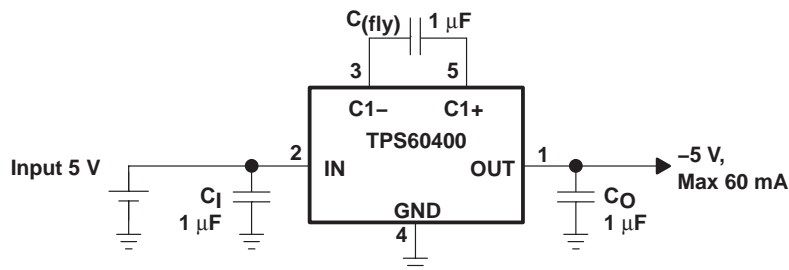 C(fly) 1 μF
3 5
C1− C1+
TPS60400
Input 5 V
2 IN
OUT 1
−5 V,
Max 60 mA
CI
1 μF
GND
4
CO
1 μF